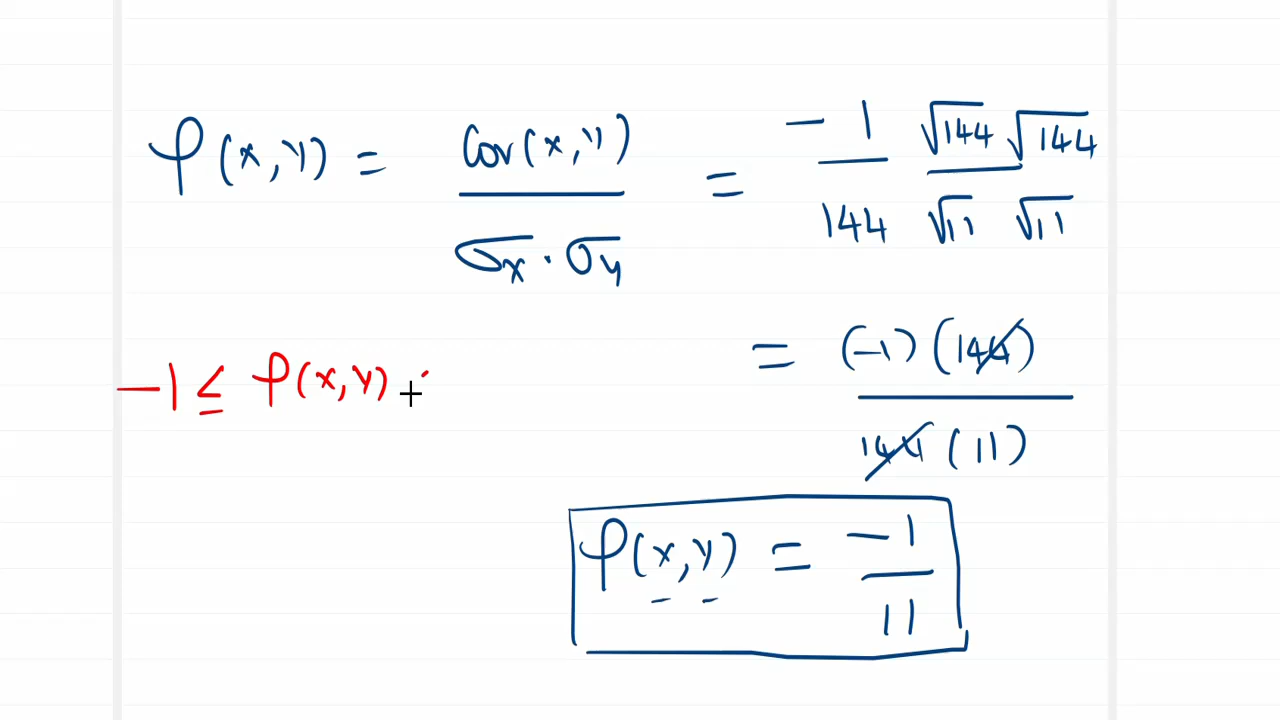 ρ(x,y) = Cov(x,y) / σx · σy = -1/144 √144 √144 / √11 √11
= (-1)(144) / 144 (11)
-1 ≤ ρ(x,y)
ρ(x,y) = -1/11